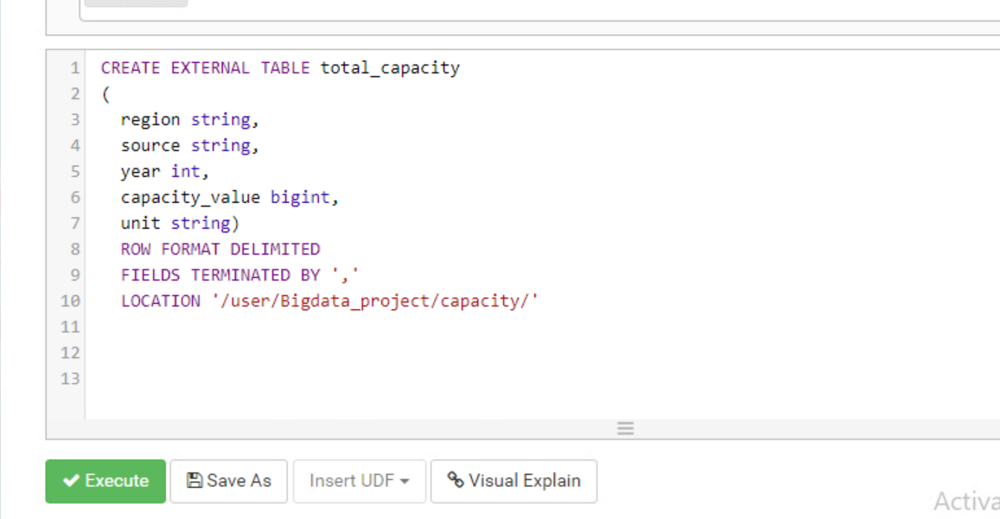 1 CREATE EXTERNAL TABLE total_capacity
2 (
3 region string,
4 source string,
5 year int,
6 capacity_value bigint,
7 unit string)
8 ROW FORMAT DELIMITED
9 FIELDS TERMINATED BY ','
10 LOCATION '/user/Bigdata_project/capacity/'
11
12
13
Execute Save As Insert UDF Visual Explain
Activa